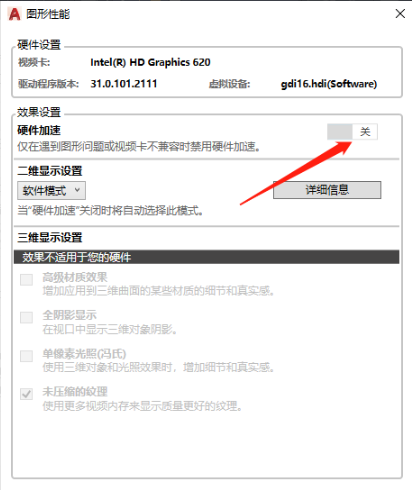 图形性能
硬件设置
视频卡: Intel(R) HD Graphics 620
驱动程序版本: 31.0.101.2111 虚拟设备: gdi16.hdi(Software)
效果设置
硬件加速 关
仅在遇到图形问题或视频卡不兼容时禁用硬件加速。
二维显示设置
软件模式 详细信息
当“硬件加速”关闭时将自动选择此模式。
三维显示设置
效果不适用于您的硬件
高级材质效果
增加应用到三维曲面的某些材质的细节和真实感。
全阴影显示
在视口中显示三维对象阴影。
单像素光照(冯氏)
使用三维对象和光照效果时，增加细节和真实感。
未压缩的纹理
使用更多视频内存来显示质量更好的纹理。